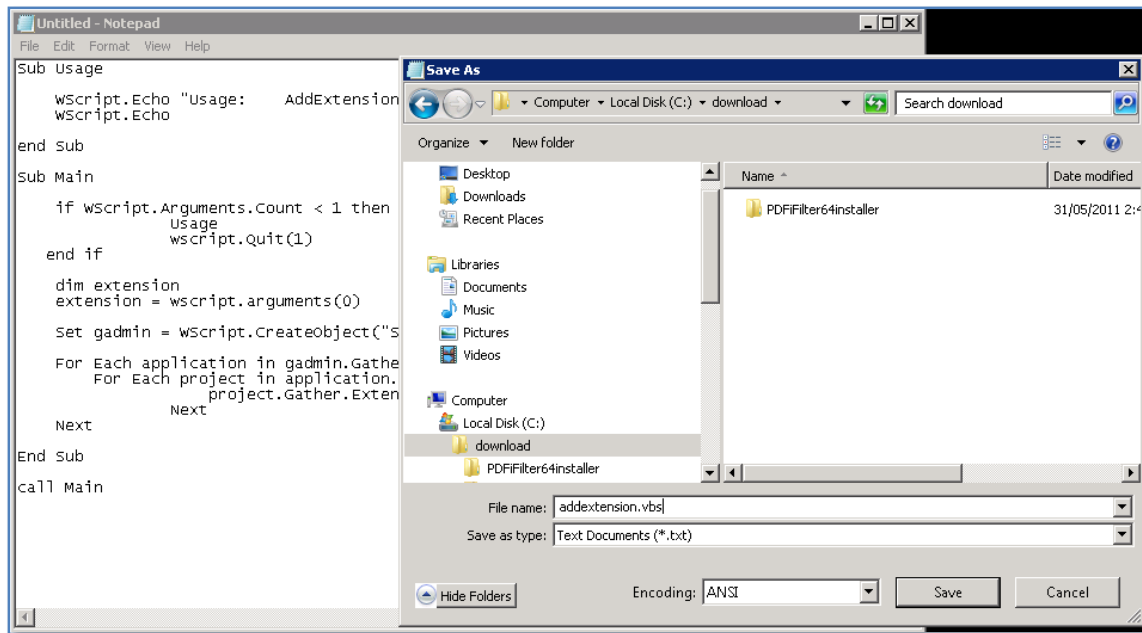 Untitled - Notepad
File Edit Format View Help
Sub Usage
WScript.Echo "Usage: AddExtension
WScript.Echo
end Sub
Sub Main
if WScript.Arguments.Count < 1 then
Usage
wscript.Quit(1)
end if
dim extension
extension = wscript.arguments(0)
Set gadmin = WScript.CreateObject("S
For Each application in gadmin.Gathe
For Each project in application.
project.Gather.Exten
Next
Next
End Sub
call Main
Save As
Computer Local Disk (C:) download
Search download
Organize New folder
Desktop
Downloads
Recent Places
Libraries
Documents
Music
Pictures
Videos
Computer
Local Disk (C:)
download
PDFiFilter64installer
Name Date modified
PDFiFilter64installer 31/05/2011 2:4
File name: addextension.vbs
Save as type: Text Documents (*.txt)
Hide Folders
Encoding: ANSI
Save Cancel